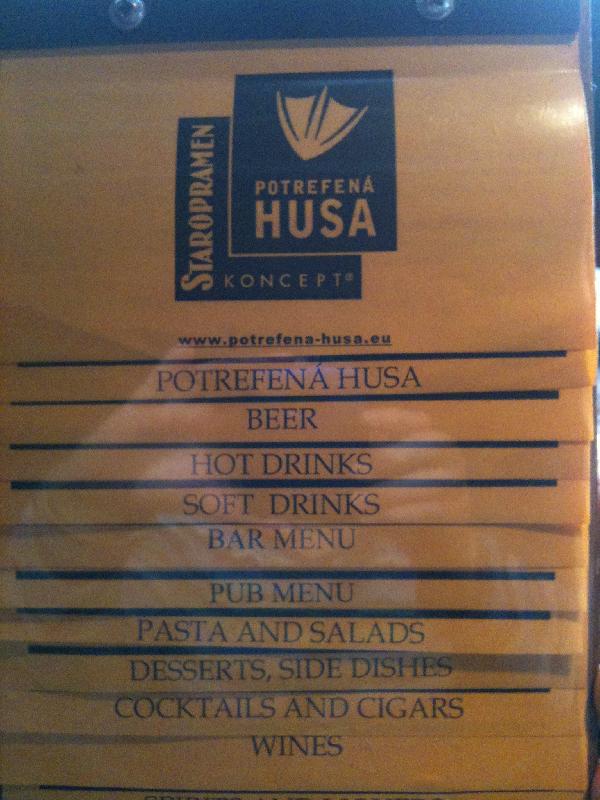 STAROPRAMEN
POTREFENÁ
HUSA
KONCEPT®
www.potrefena-husa.eu
POTREFENÁ HUSA
BEER
HOT DRINKS
SOFT DRINKS
BAR MENU
PUB MENU
PASTA AND SALADS
DESSERTS, SIDE DISHES
COCKTAILS AND CIGARS
WINES